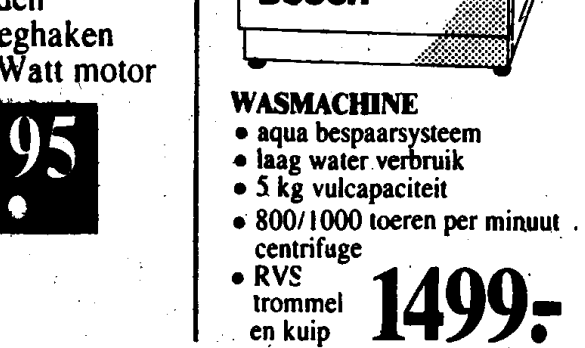 eghaken
Watt motor
95
WASMACHINE
• aqua bespaarsysteem
• laag water verbruik
• 5 kg vulcapaciteit
• 800/1000 toeren per minuut
centrifuge
• RVS
trommel
en kuip
1499.-